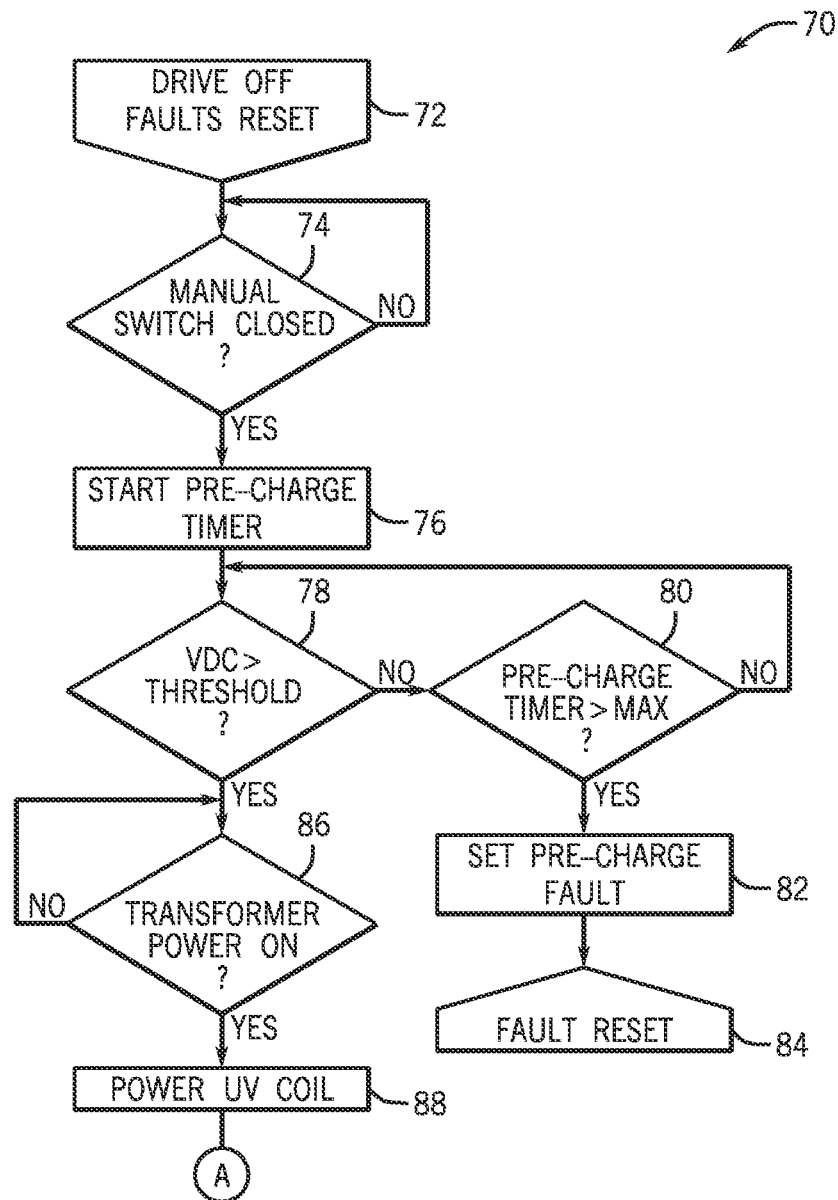 70
DRIVE OFF
FAULTS RESET
72
74
MANUAL
SWITCH CLOSED
?
NO
YES
START PRE-CHARGE
TIMER
76
78
VDC>
THRESHOLD
?
NO
80
PRE-CHARGE
TIMER>MAX
?
NO
YES
YES
86
TRANSFORMER
POWER ON
?
NO
SET PRE-CHARGE
FAULT
82
YES
FAULT RESET
84
POWER UV COIL
88
A